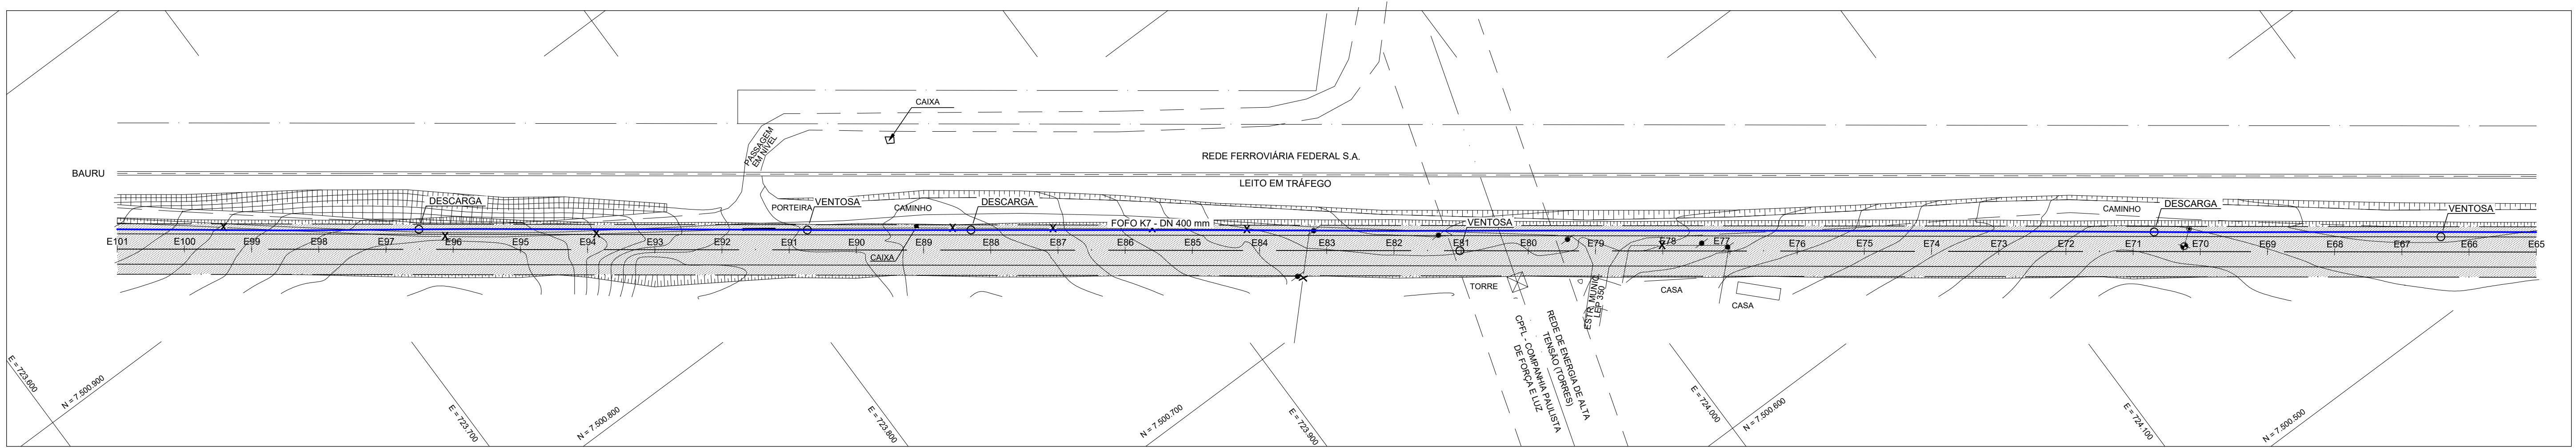 CAIXA
PASSAGEM
EM NÍVEL
REDE FERROVIÁRIA FEDERAL S.A.
BAURU
LEITO EM TRÁFEGO
DESCARGA
PORTEIRA
VENTOSA
CAMINHO
DESCARGA
FOFO K7 - DN 400 mm
VENTOSA
CAMINHO
DESCARGA
VENTOSA
E101
E100
E99
E98
E97
E96
E95
E94
E93
E92
E91
E90
E89
E88
E87
E86
E85
E84
E83
E82
E81
E80
E79
E78
E77
E76
E75
E74
E73
E72
E71
E70
E69
E68
E67
E66
E65
CAIXA
TORRE
CASA
CASA
ESTR. MUNIC.
LEP 350
CPFL - COMPANHIA PAULISTA
DE FORÇA E LUZ
REDE DE ENERGIA DE ALTA
TENSÃO (TORRES)
E = 723.600
N = 7.500.900
E = 723.700
N = 7.500.800
E = 723.800
N = 7.500.700
E = 723.900
E = 724.000
N = 7.500.600
E = 724.100
N = 7.500.500